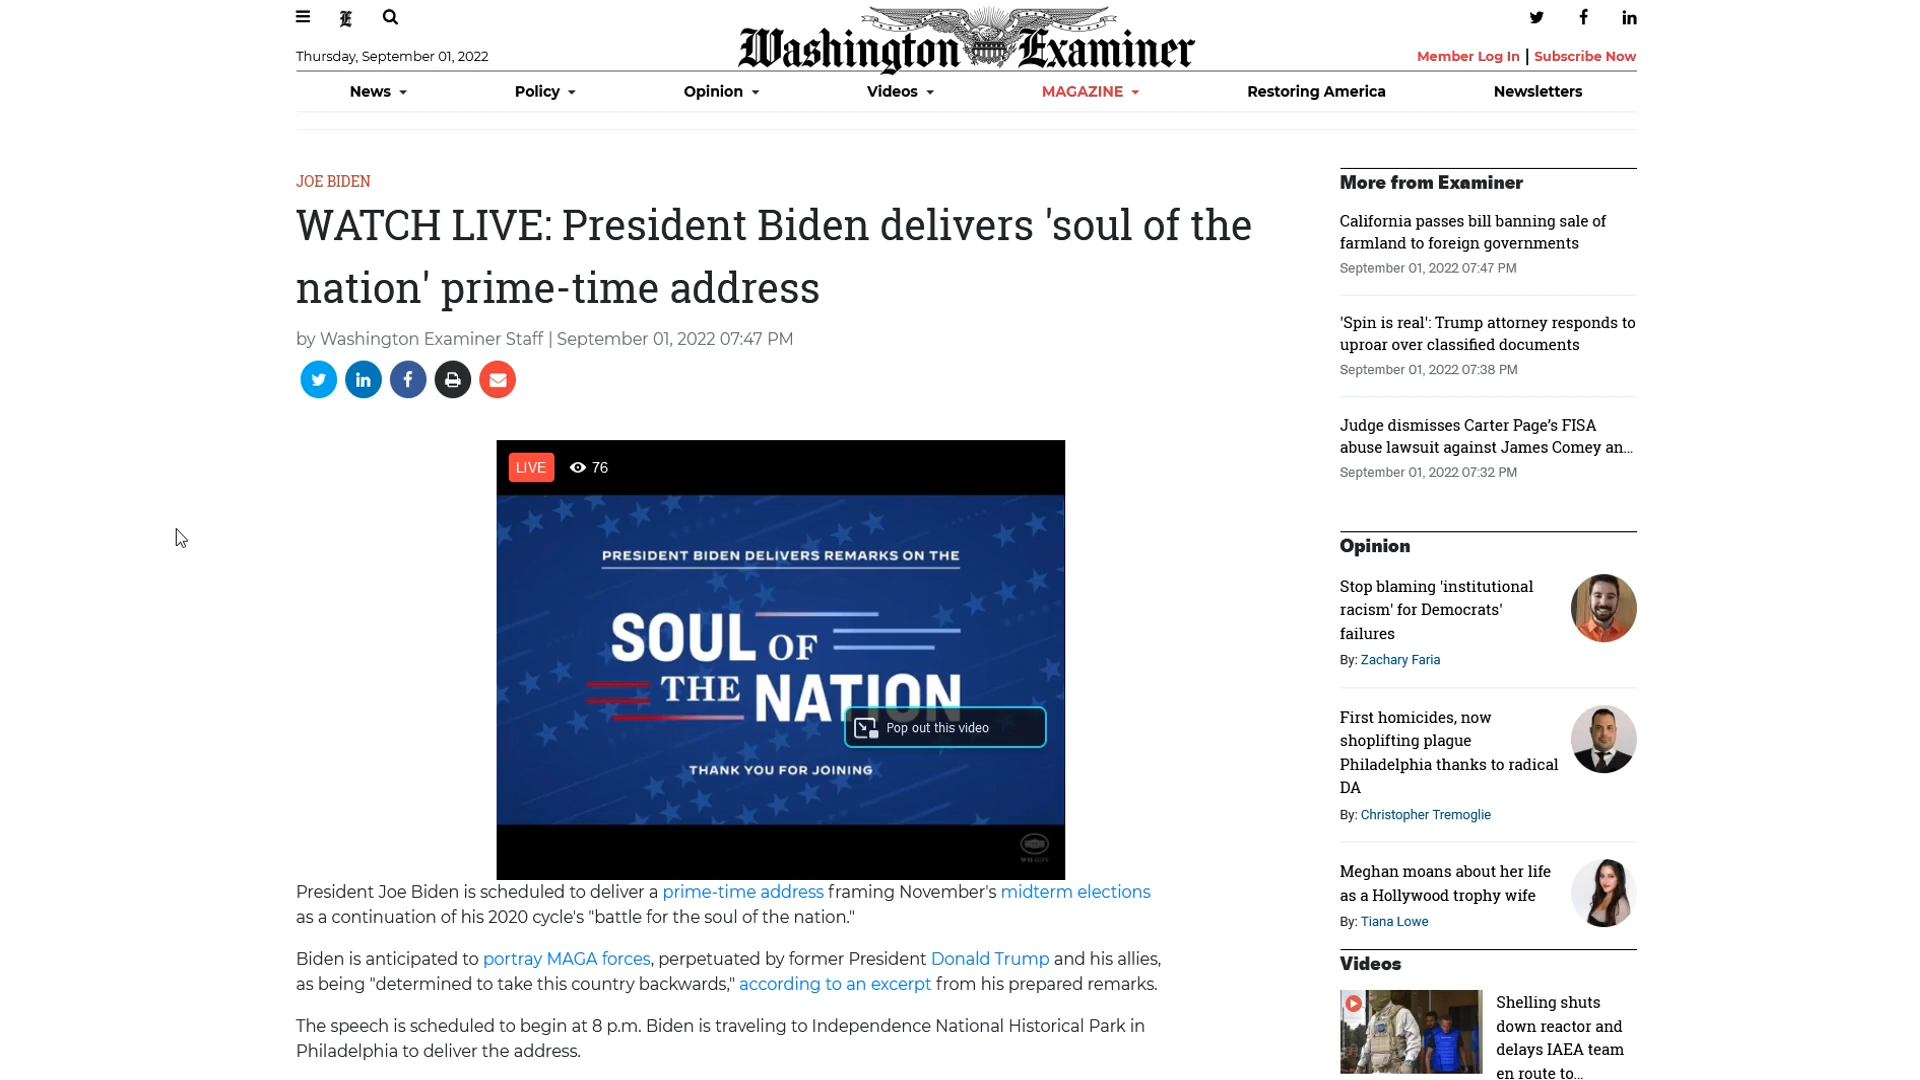 Washington Examiner
Thursday, September 01, 2022
Member Log In | Subscribe Now
News
Policy
Opinion
Videos
MAGAZINE
Restoring America
Newsletters
JOE BIDEN
WATCH LIVE: President Biden delivers 'soul of the
nation' prime-time address
by Washington Examiner Staff | September 01, 2022 07:47 PM
LIVE
76
PRESIDENT BIDEN DELIVERS REMARKS ON THE
SOUL OF
THE NATION
Pop out this video
THANK YOU FOR JOINING
WH.GOV
President Joe Biden is scheduled to deliver a prime-time address framing November's midterm elections
as a continuation of his 2020 cycle's "battle for the soul of the nation."
Biden is anticipated to portray MAGA forces, perpetuated by former President Donald Trump and his allies,
as being "determined to take this country backwards," according to an excerpt from his prepared remarks.
The speech is scheduled to begin at 8 p.m. Biden is traveling to Independence National Historical Park in
Philadelphia to deliver the address.
More from Examiner
California passes bill banning sale of
farmland to foreign governments
September 01, 2022 07:47 PM
'Spin is real': Trump attorney responds to
uproar over classified documents
September 01, 2022 07:38 PM
Judge dismisses Carter Page's FISA
abuse lawsuit against James Comey an...
September 01, 2022 07:32 PM
Opinion
Stop blaming 'institutional
racism' for Democrats'
failures
By: Zachary Faria
First homicides, now
shoplifting plague
Philadelphia thanks to radical
DA
By: Christopher Tremoglie
Meghan moans about her life
as a Hollywood trophy wife
By: Tiana Lowe
Videos
Shelling shuts
down reactor and
delays IAEA team
en route to...